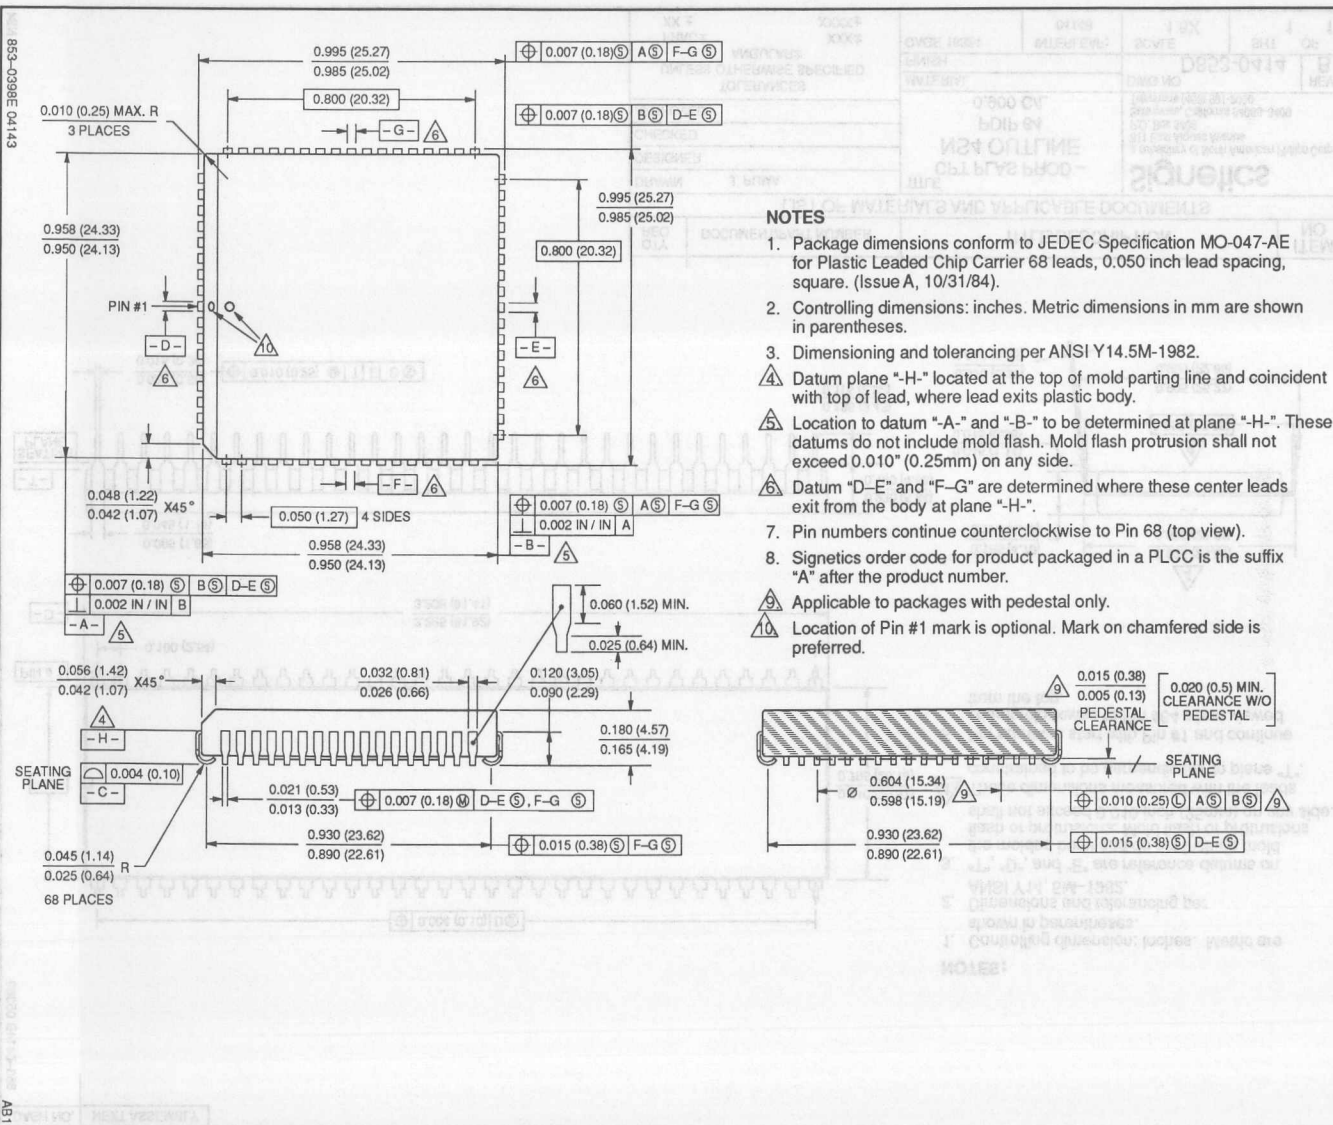 853–0398E 04143
0.995 (25.27)
0.985 (25.02)
0.007 (0.18)Ⓢ AⓈ F–GⓈ
0.800 (20.32)
0.010 (0.25) MAX. R
3 PLACES
–G– 6
0.007 (0.18)Ⓢ BⓈ D–EⓈ
0.958 (24.33)
0.950 (24.13)
0.995 (25.27)
0.985 (25.02)
0.800 (20.32)
PIN #1
–D–
6
10
–E–
6
0.048 (1.22)
0.042 (1.07) X45°
–F– 6
0.050 (1.27) 4 SIDES
0.007 (0.18) Ⓢ AⓈ F–GⓈ
⊥ 0.002 IN / IN A
–B– 5
0.958 (24.33)
0.950 (24.13)
0.007 (0.18) Ⓢ BⓈ D–EⓈ
⊥ 0.002 IN / IN B
–A– 5
NOTES
1. Package dimensions conform to JEDEC Specification MO-047-AE
for Plastic Leaded Chip Carrier 68 leads, 0.050 inch lead spacing,
square. (Issue A, 10/31/84).
2. Controlling dimensions: inches. Metric dimensions in mm are shown
in parentheses.
3. Dimensioning and tolerancing per ANSI Y14.5M-1982.
4. Datum plane "-H-" located at the top of mold parting line and coincident
with top of lead, where lead exits plastic body.
5. Location to datum "-A-" and "-B-" to be determined at plane "-H-". These
datums do not include mold flash. Mold flash protrusion shall not
exceed 0.010" (0.25mm) on any side.
6. Datum "D–E" and "F–G" are determined where these center leads
exit from the body at plane "-H-".
7. Pin numbers continue counterclockwise to Pin 68 (top view).
8. Signetics order code for product packaged in a PLCC is the suffix
"A" after the product number.
9. Applicable to packages with pedestal only.
10. Location of Pin #1 mark is optional. Mark on chamfered side is
preferred.
0.060 (1.52) MIN.
0.025 (0.64) MIN.
0.056 (1.42)
0.042 (1.07) X45°
0.032 (0.81)
0.026 (0.66)
0.120 (3.05)
0.090 (2.29)
4
–H–
0.180 (4.57)
0.165 (4.19)
SEATING
PLANE
0.004 (0.10)
–C–
0.021 (0.53)
0.013 (0.33)
0.007 (0.18)Ⓜ D–E Ⓢ, F–G Ⓢ
0.930 (23.62)
0.890 (22.61)
0.015 (0.38)Ⓢ F–GⓈ
0.045 (1.14)
0.025 (0.64) R
68 PLACES
9 0.015 (0.38)
0.005 (0.13)
PEDESTAL
CLEARANCE
0.020 (0.5) MIN.
CLEARANCE W/O
PEDESTAL
SEATING
PLANE
Ø 0.604 (15.34)
0.598 (15.19) 9
0.010 (0.25)Ⓛ AⓈ BⓈ 9
0.930 (23.62)
0.890 (22.61)
0.015 (0.38)Ⓢ D–EⓈ
AB1